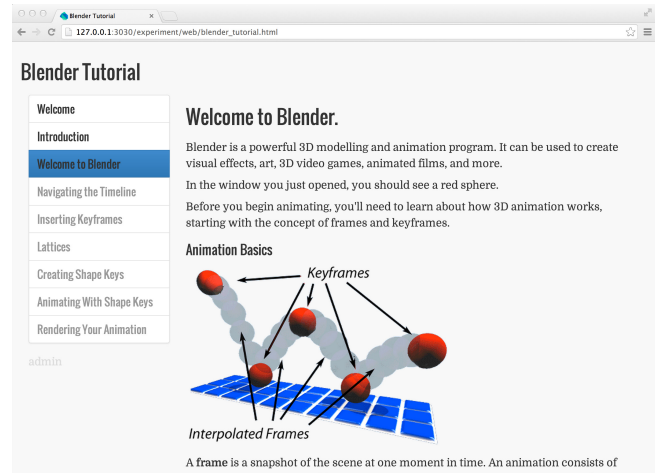 Blender Tutorial
127.0.0.1:3030/experiment/web/blender_tutorial.html
Blender Tutorial
Welcome
Introduction
Welcome to Blender
Navigating the Timeline
Inserting Keyframes
Lattices
Creating Shape Keys
Animating With Shape Keys
Rendering Your Animation
admin
Welcome to Blender.
Blender is a powerful 3D modelling and animation program. It can be used to create
visual effects, art, 3D video games, animated films, and more.
In the window you just opened, you should see a red sphere.
Before you begin animating, you'll need to learn about how 3D animation works,
starting with the concept of frames and keyframes.
Animation Basics
Keyframes
Interpolated Frames
A frame is a snapshot of the scene at one moment in time. An animation consists of